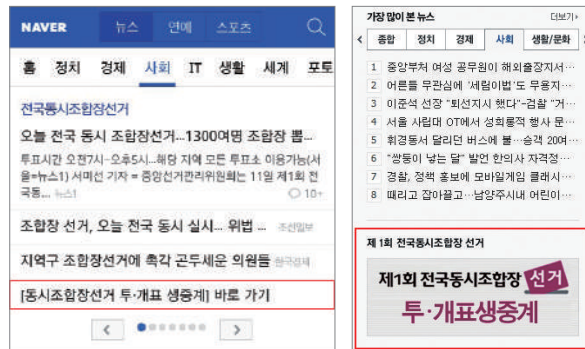 NAVER 뉴스 연예 스포츠
홈 정치 경제 사회 IT 생활 세계 포토
전국동시조합장선거
오늘 전국 동시 조합장선거...1300여명 조합장 뽑...
투표시간 오전7시~오후5시...해당 지역 모든 투표소 이용가능(서
울=뉴스1) 서미선 기자 = 중앙선거관리위원회는 11일 제1회 전
국동... 뉴스1 10+
조합장 선거, 오늘 전국 동시 실시... 위법 ... 조선일보
지역구 조합장선거에 촉각 곤두세운 의원들 한국경제
[동시조합장선거 투·개표 생중계] 바로 가기
가장 많이 본 뉴스 더보기
종합 정치 경제 사회 생활/문화
1 중앙부처 여성 공무원이 해외출장지서…
2 어른들 무관심에 '세림이법'도 무용지…
3 이준석 선장 "퇴선지시 했다"-검찰 "거…
4 서울 사립대 OT에서 성희롱적 행사 문…
5 휘경동서 달리던 버스에 불…승객 20여…
6 "쌍둥이 낳는 달" 발언 한의사 자격정…
7 경찰, 정책 홍보에 모바일게임 클래시…
8 때리고 잡아끌고…남양주시내 어린이…
제 1회 전국동시조합장 선거
제1회 전국동시조합장 선거
투·개표생중계